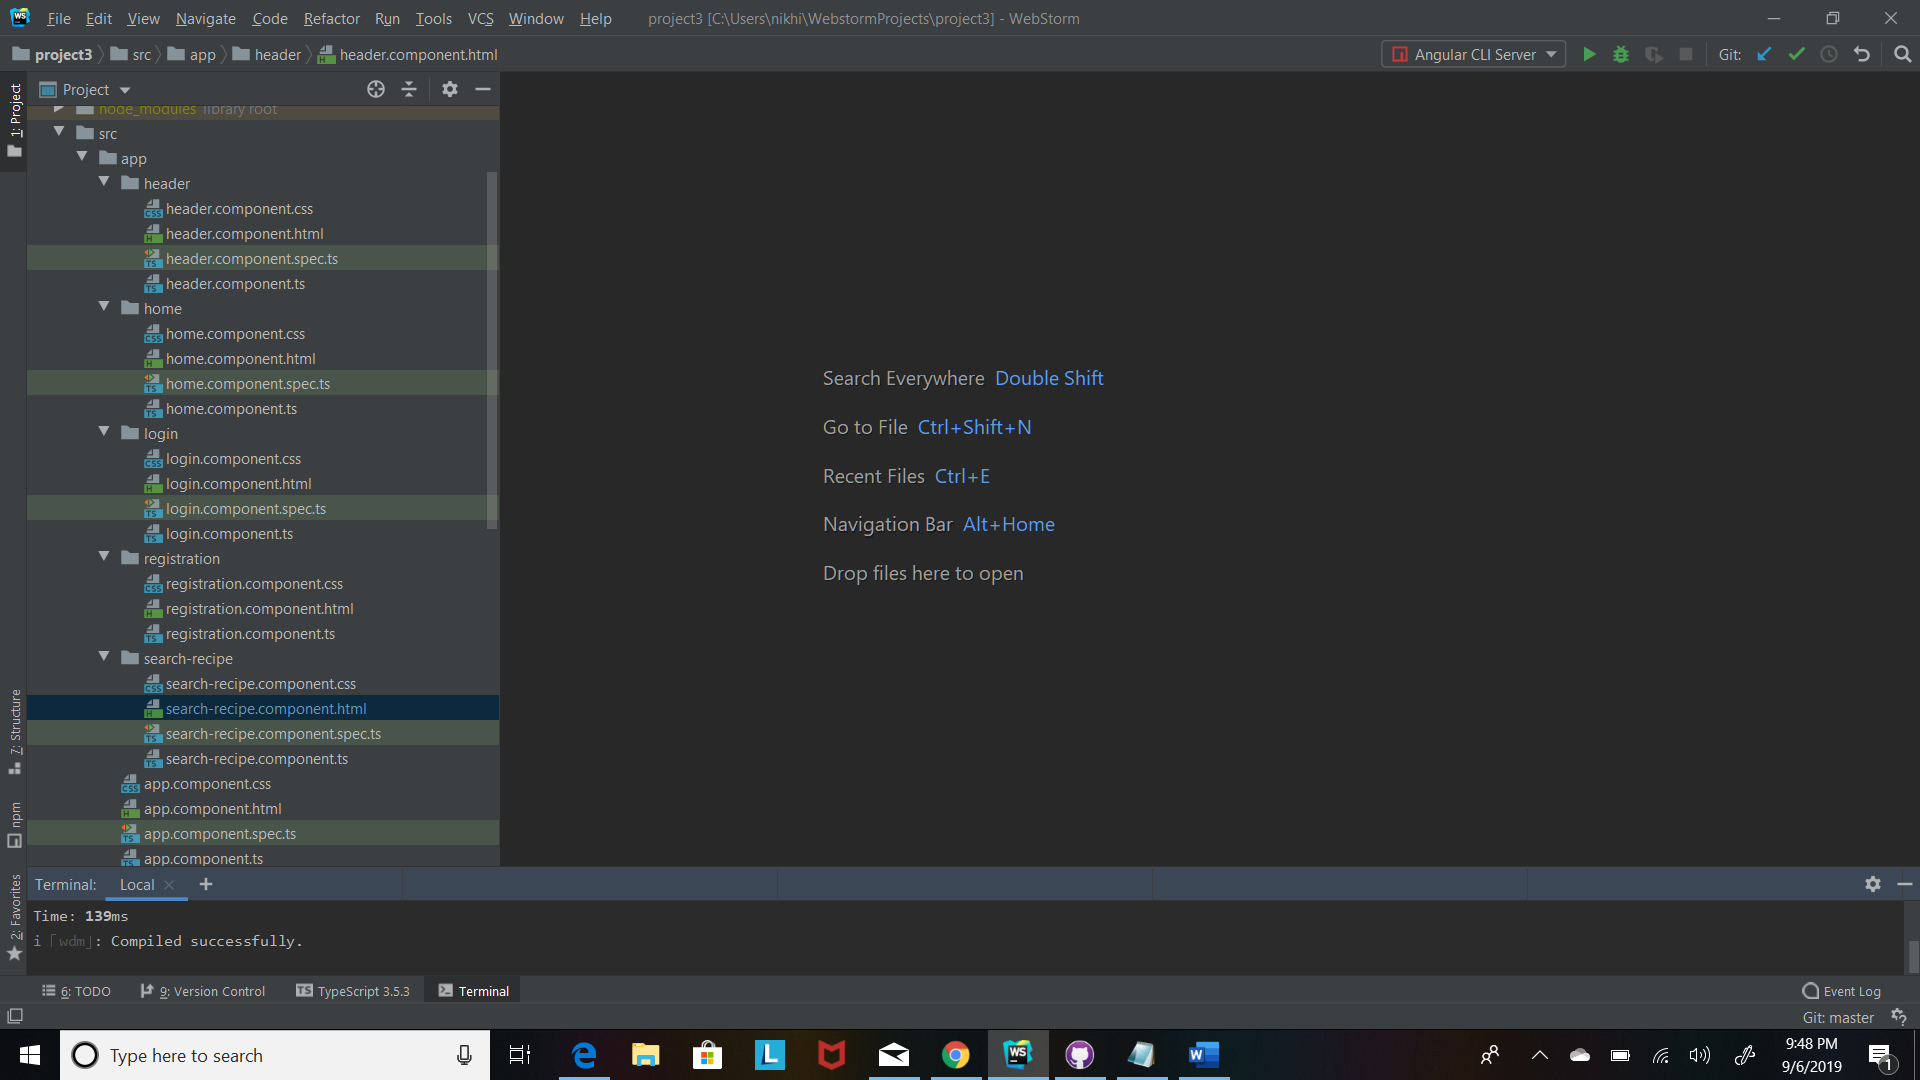 File Edit View Navigate Code Refactor Run Tools VCS Window Help project3 [C:\Users\nikhi\WebstormProjects\project3] - WebStorm
project3 src app header header.component.html Angular CLI Server Git:
1: Project
Project
node_modules library root
src
app
header
header.component.css
header.component.html
header.component.spec.ts
header.component.ts
home
home.component.css
home.component.html
home.component.spec.ts
home.component.ts
login
login.component.css
login.component.html
login.component.spec.ts
login.component.ts
registration
registration.component.css
registration.component.html
registration.component.ts
search-recipe
search-recipe.component.css
search-recipe.component.html
search-recipe.component.spec.ts
search-recipe.component.ts
app.component.css
app.component.html
app.component.spec.ts
app.component.ts
Search Everywhere Double Shift
Go to File Ctrl+Shift+N
Recent Files Ctrl+E
Navigation Bar Alt+Home
Drop files here to open
7: Structure
npm
2: Favorites
Terminal: Local
Time: 139ms
i ｢wdm｣: Compiled successfully.
6: TODO 9: Version Control TypeScript 3.5.3 Terminal Event Log
Git: master
Type here to search
9:48 PM
9/6/2019
1